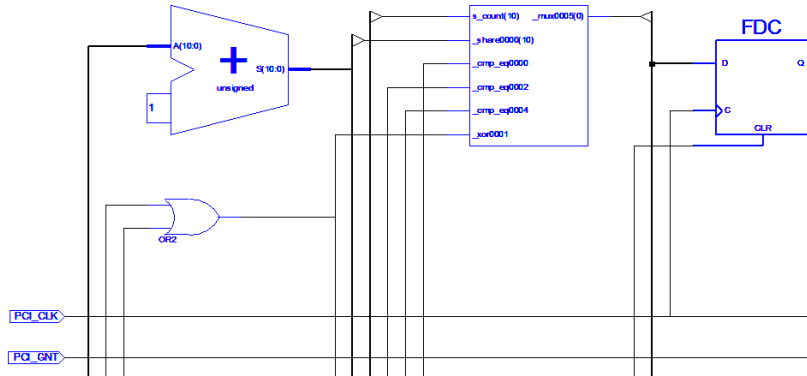 s_count(10) _mux0005(0)
_share0000(10)
_cmp_eq0000
_cmp_eq0002
_cmp_eq0004
_xor0001
A(10:0)
S(10:0)
+
unsigned
1
FDC
D Q
C
CLR
OR2
PCI_CLK
PCI_GNT